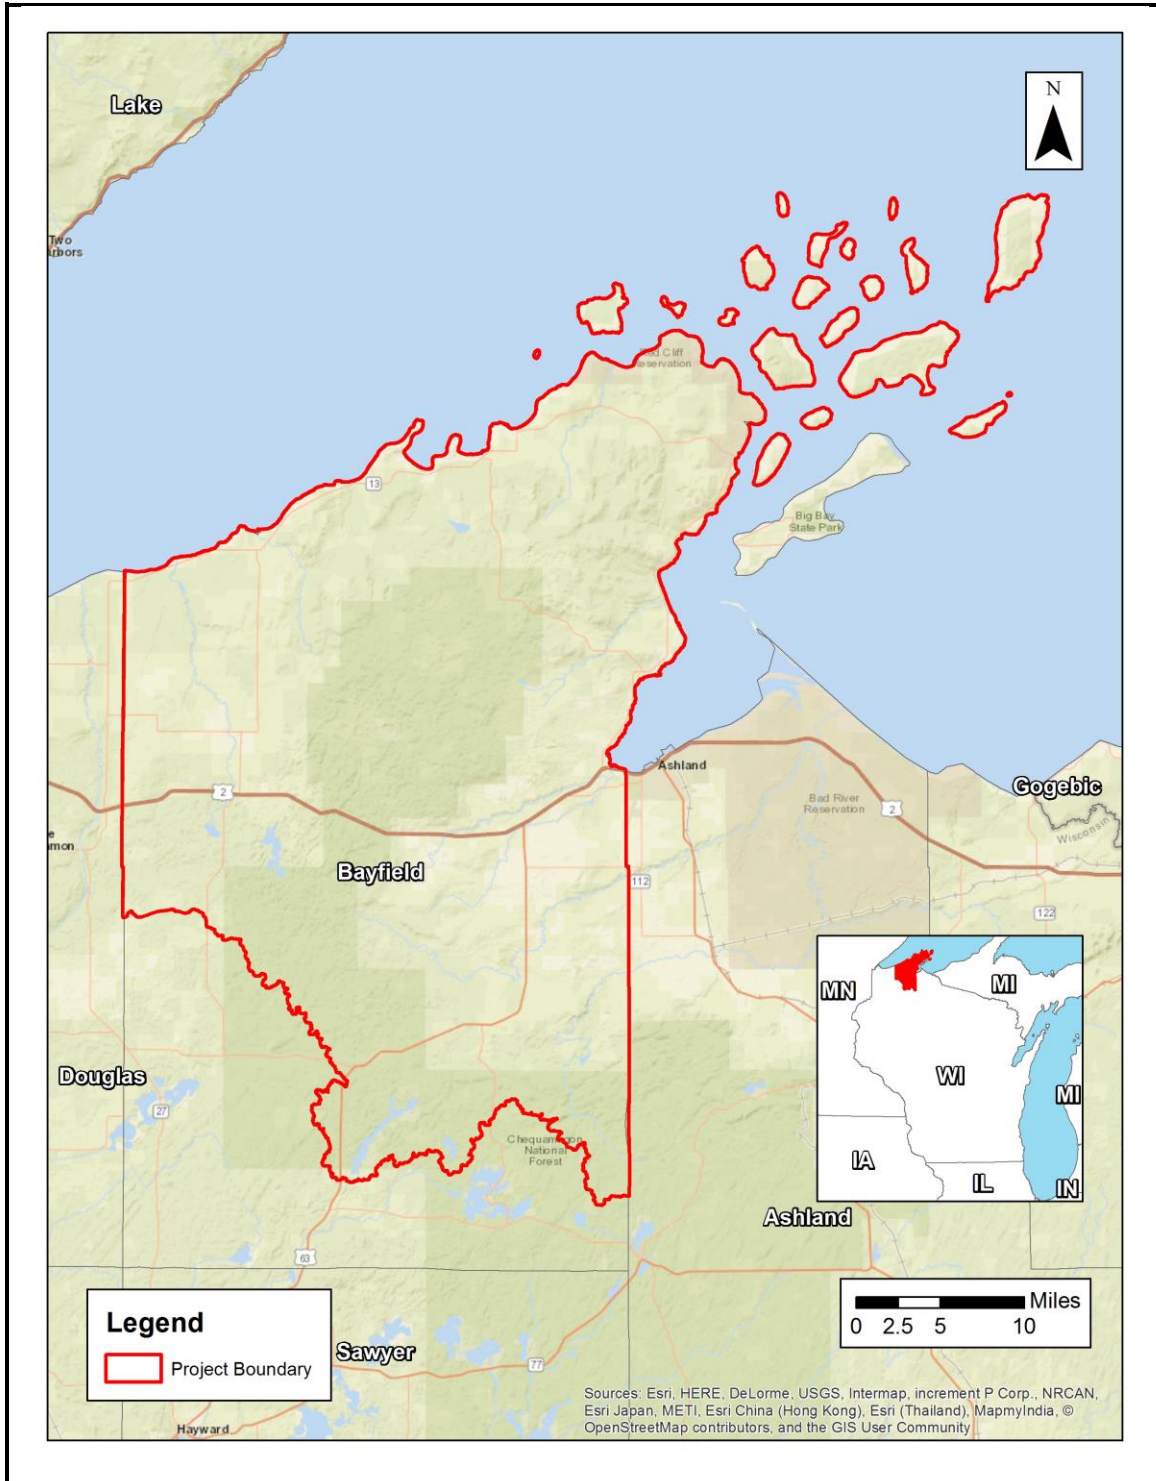 N
Lake
Two
Red Cliff
Reservation
13
Big Bay
State Park
Ashland
Gogebic
2
Bad River
Reservation
2
Wisconsin
Bayfield
112
122
MN
MI
WI
MI
IA
IL
IN
Douglas
27
Chequamegon
National
Forest
Ashland
63
Legend
Project Boundary
Miles
0 2.5 5 10
Sawyer
77
Hayward
Sources: Esri, HERE, DeLorme, USGS, Intermap, increment P Corp., NRCAN,
Esri Japan, METI, Esri China (Hong Kong), Esri (Thailand), MapmyIndia, ©
OpenStreetMap contributors, and the GIS User Community